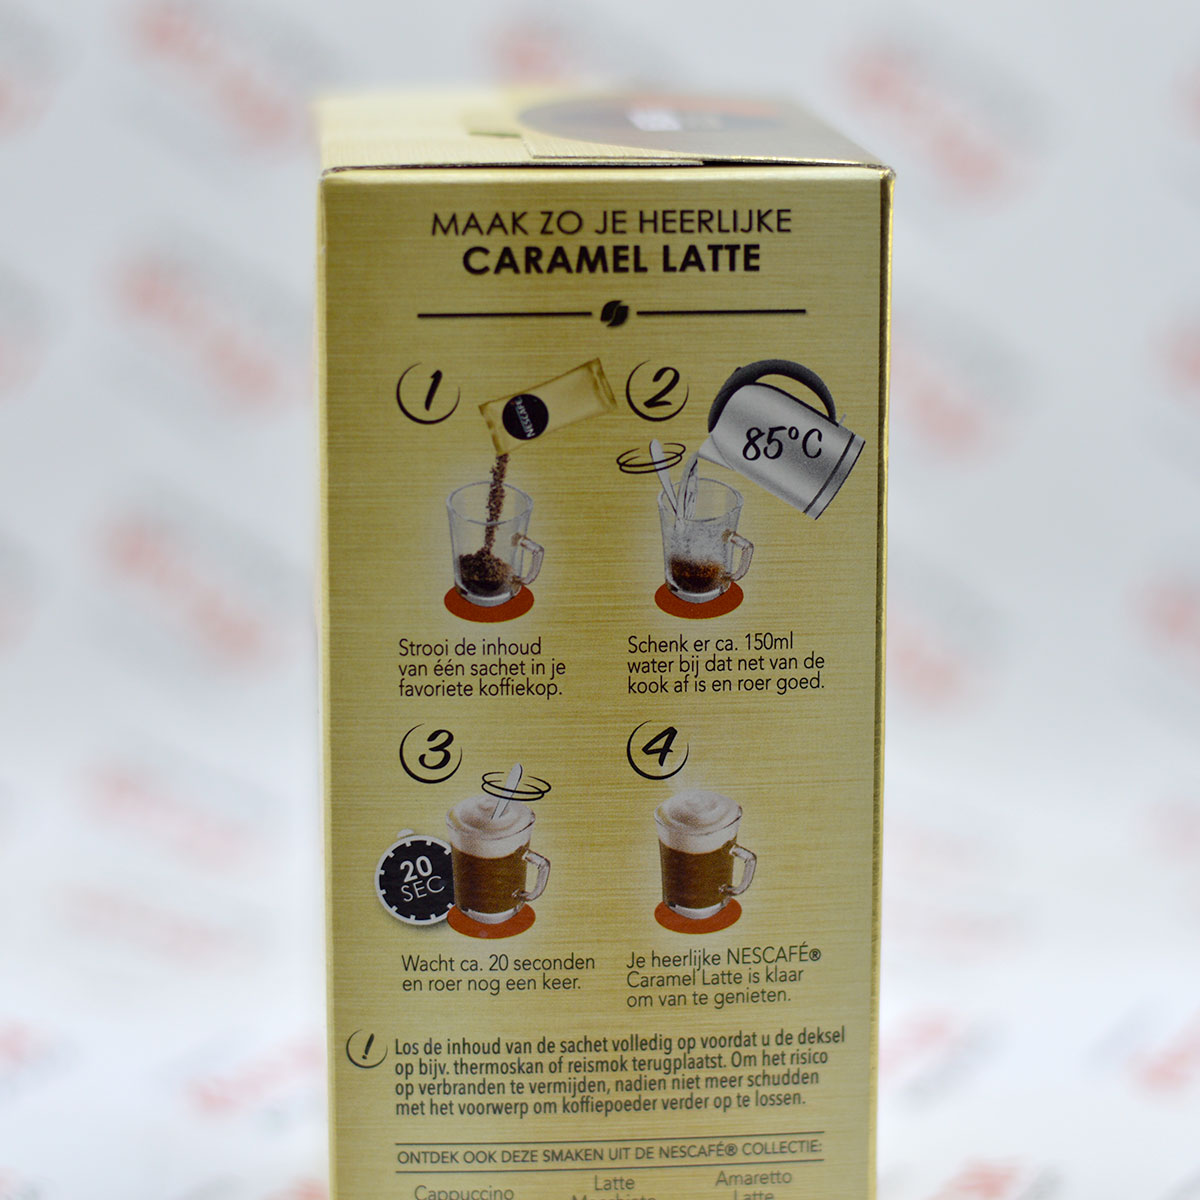 MAAK ZO JE HEERLIJKE
CARAMEL LATTE
1
NESCAFÉ
2
85°C
Strooi de inhoud
van één sachet in je
favoriete koffiekop.
Schenk er ca. 150ml
water bij dat net van de
kook af is en roer goed.
3
20
SEC
4
Wacht ca. 20 seconden
en roer nog een keer.
Je heerlijke NESCAFÉ®
Caramel Latte is klaar
om van te genieten.
! Los de inhoud van de sachet volledig op voordat u de deksel
op bijv. thermoskan of reismok terugplaatst. Om het risico
op verbranden te vermijden, nadien niet meer schudden
met het voorwerp om koffiepoeder verder op te lossen.
ONTDEK OOK DEZE SMAKEN UIT DE NESCAFÉ® COLLECTIE:
Cappuccino
Latte
Macchiato
Amaretto
Latte